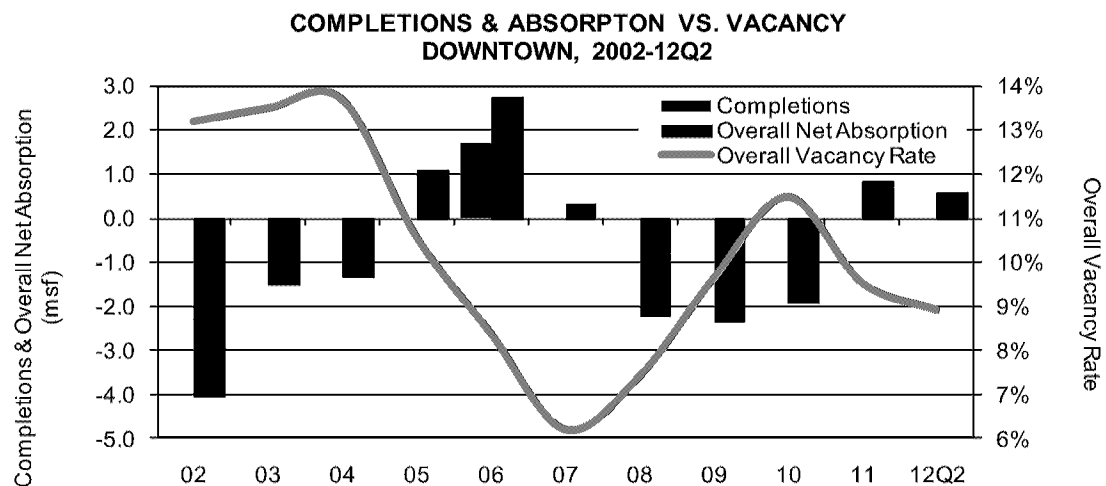 COMPLETIONS & ABSORPTON VS. VACANCY
DOWNTOWN, 2002-12Q2
Completions & Overall Net Absorption
(msf)
3.0
2.0
1.0
0.0
-1.0
-2.0
-3.0
-4.0
-5.0
Completions
Overall Net Absorption
Overall Vacancy Rate
14%
13%
12%
11%
10%
9%
8%
7%
6%
Overall Vacancy Rate
02 03 04 05 06 07 08 09 10 11 12Q2